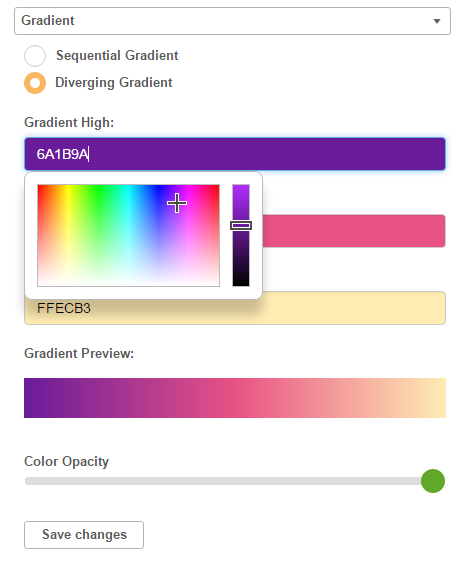 Gradient
Sequential Gradient
Diverging Gradient
Gradient High:
6A1B9A
FFECB3
Gradient Preview:
Color Opacity
Save changes